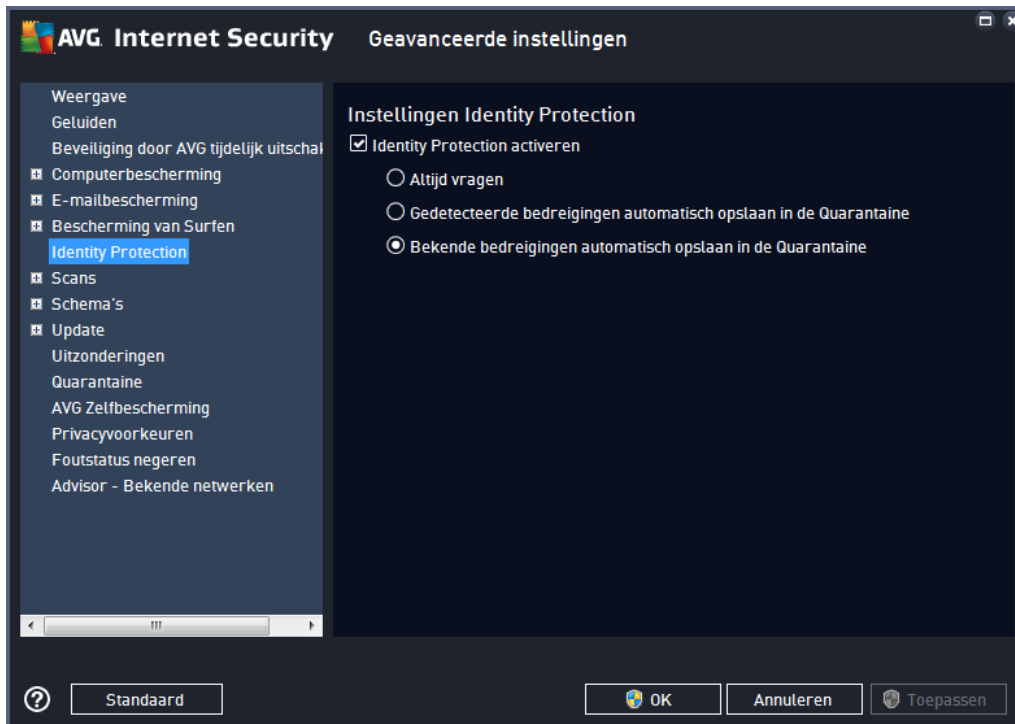 AVG Internet Security Geavanceerde instellingen
Weergave
Geluiden
Beveiliging door AVG tijdelijk uitschak
Computerbescherming
E-mailbescherming
Bescherming van Surfen
Identity Protection
Scans
Schema's
Update
Uitzonderingen
Quarantaine
AVG Zelfbescherming
Privacyvoorkeuren
Foutstatus negeren
Advisor - Bekende netwerken
Instellingen Identity Protection
Identity Protection activeren
Altijd vragen
Gedetecteerde bedreigingen automatisch opslaan in de Quarantaine
Bekende bedreigingen automatisch opslaan in de Quarantaine
? Standaard OK Annuleren Toepassen